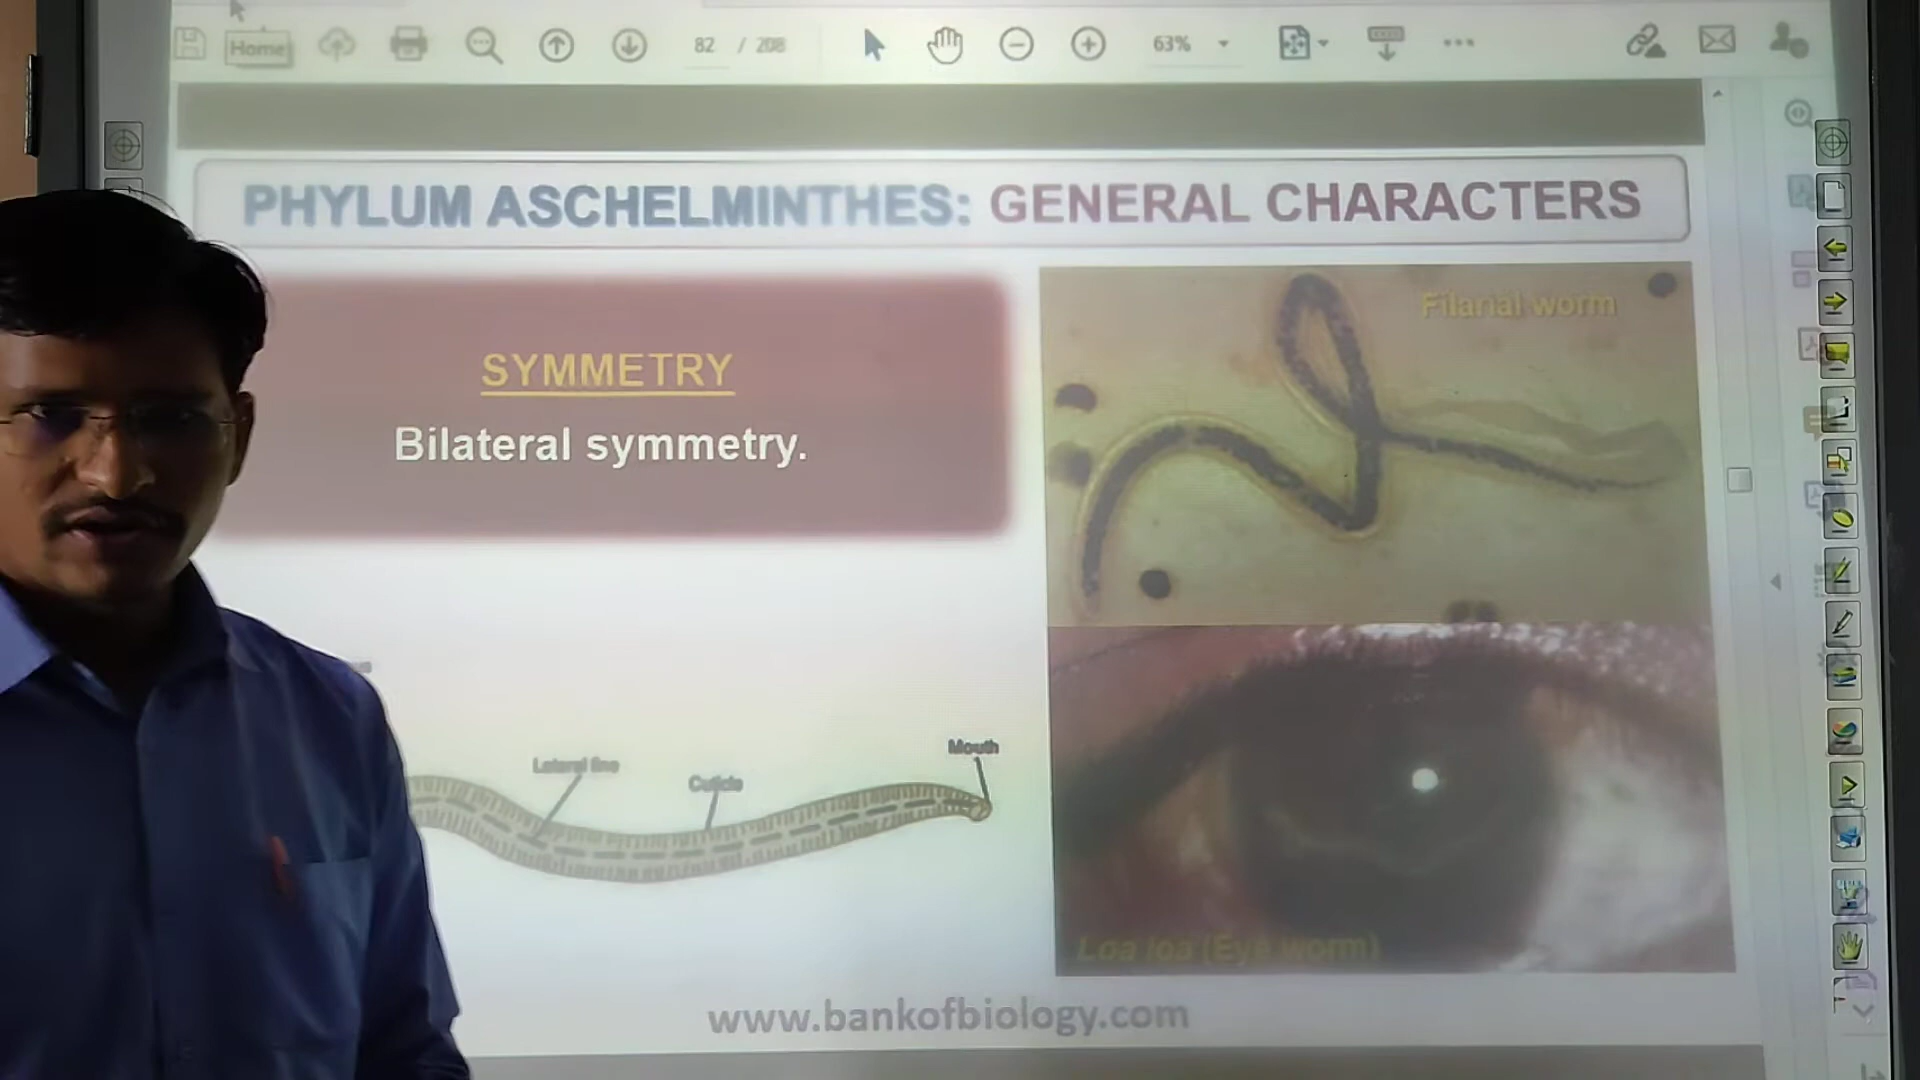 Home
82 / 208
63%
PHYLUM ASCHELMINTHES: GENERAL CHARACTERS
SYMMETRY
Bilateral symmetry.
Filarial worm
Lateral line
Cuticle
Mouth
Loa loa (Eye worm)
www.bankofbiology.com